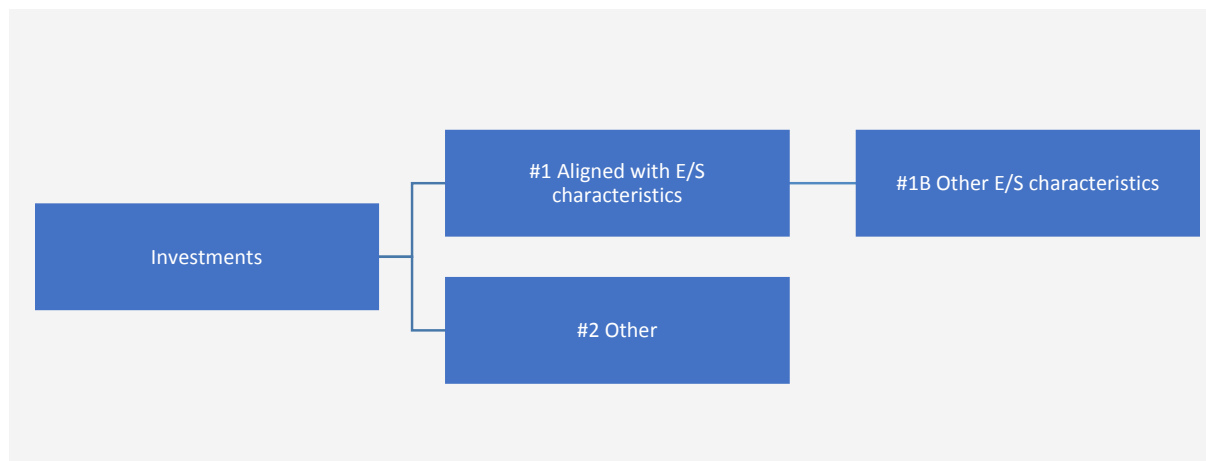 #1 Aligned with E/S
characteristics
#1B Other E/S characteristics
Investments
#2 Other